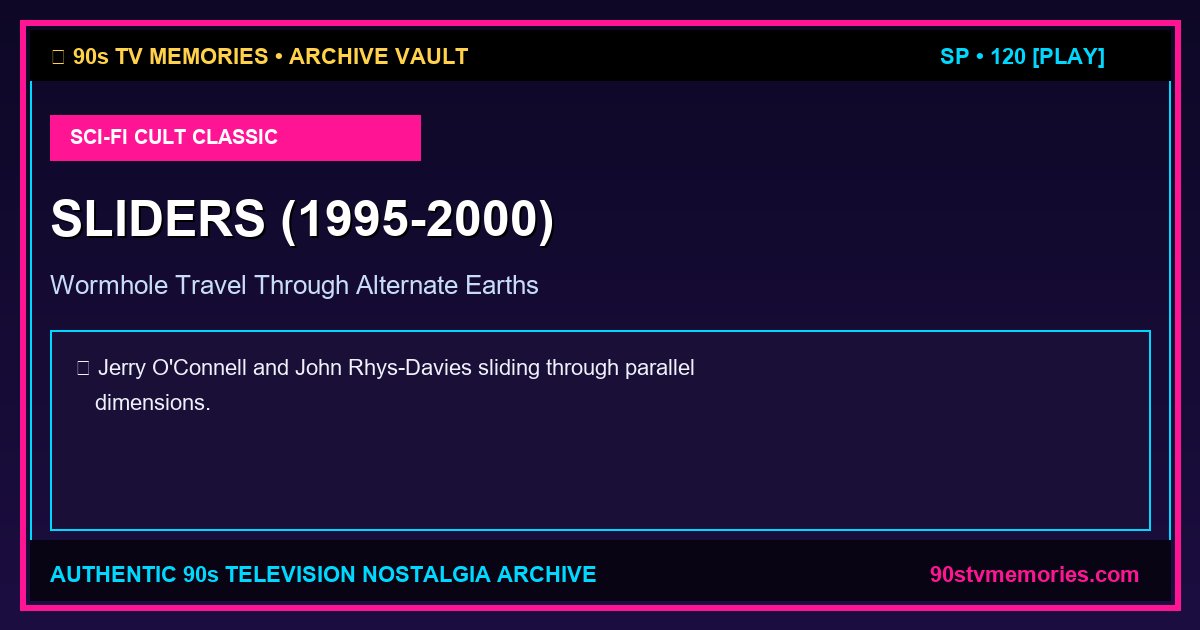 90s TV MEMORIES • ARCHIVE VAULT
SP • 120 [PLAY]
SCI-FI CULT CLASSIC
SLIDERS (1995-2000)
Wormhole Travel Through Alternate Earths
Jerry O'Connell and John Rhys-Davies sliding through parallel
dimensions.
AUTHENTIC 90s TELEVISION NOSTALGIA ARCHIVE
90stvmemories.com